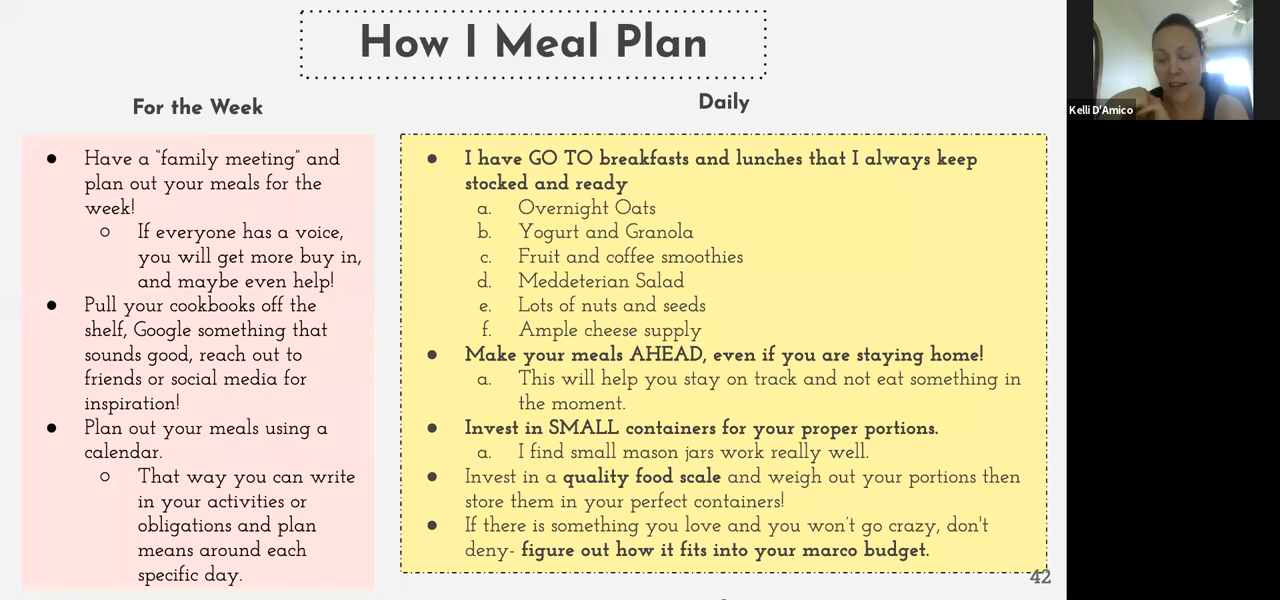 How I Meal Plan
For the Week
● Have a “family meeting” and
plan out your meals for the
week!
○ If everyone has a voice,
you will get more buy in,
and maybe even help!
● Pull your cookbooks off the
shelf, Google something that
sounds good, reach out to
friends or social media for
inspiration!
● Plan out your meals using a
calendar.
○ That way you can write
in your activities or
obligations and plan
means around each
specific day.
Daily
● I have GO TO breakfasts and lunches that I always keep
stocked and ready
a. Overnight Oats
b. Yogurt and Granola
c. Fruit and coffee smoothies
d. Meddeterian Salad
e. Lots of nuts and seeds
f. Ample cheese supply
● Make your meals AHEAD, even if you are staying home!
a. This will help you stay on track and not eat something in
the moment.
● Invest in SMALL containers for your proper portions.
a. I find small mason jars work really well.
● Invest in a quality food scale and weigh out your portions then
store them in your perfect containers!
● If there is something you love and you won’t go crazy, don't
deny- figure out how it fits into your marco budget.
42
Kelli D'Amico